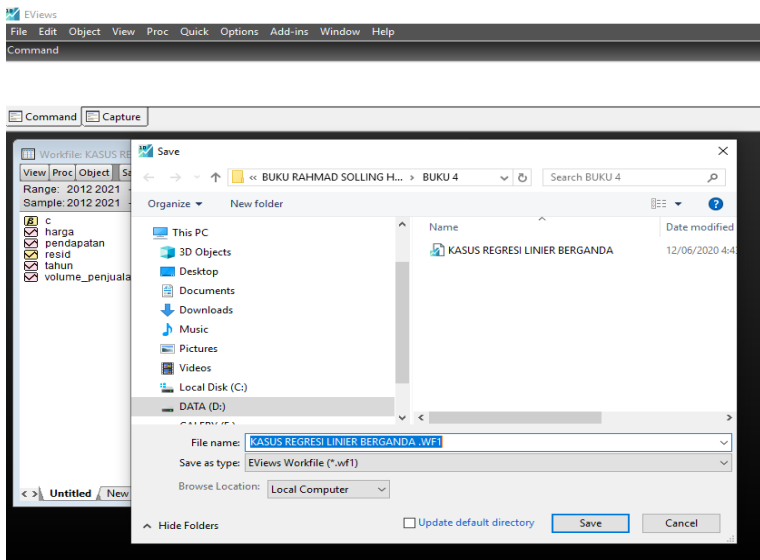 EViews
File Edit Object View Proc Quick Options Add-ins Window Help
Command
Command Capture
Workfile: KASUS RE
View Proc Object Sa
Range: 2012 2021
Sample: 2012 2021
c
harga
pendapatan
resid
tahun
volume_penjuala
Untitled New
Save
« BUKU RAHMAD SOLLING H... > BUKU 4
Search BUKU 4
Organize New folder
This PC
3D Objects
Desktop
Documents
Downloads
Music
Pictures
Videos
Local Disk (C:)
DATA (D:)
Name Date modified
KASUS REGRESI LINIER BERGANDA 12/06/2020 4:4
File name: KASUS REGRESI LINIER BERGANDA .WF1
Save as type: EViews Workfile (*.wf1)
Browse Location: Local Computer
Hide Folders
Update default directory
Save Cancel